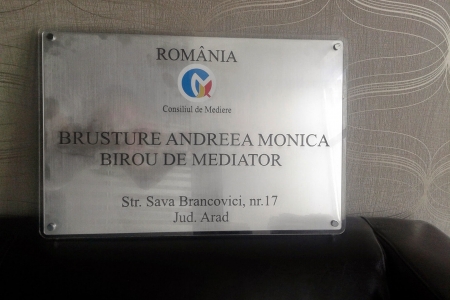 ROMÂNIA
Consiliul de Mediere
BRUSTURE ANDREEA MONICA
BIROU DE MEDIATOR
Str. Sava Brancovici, nr.17
Jud. Arad